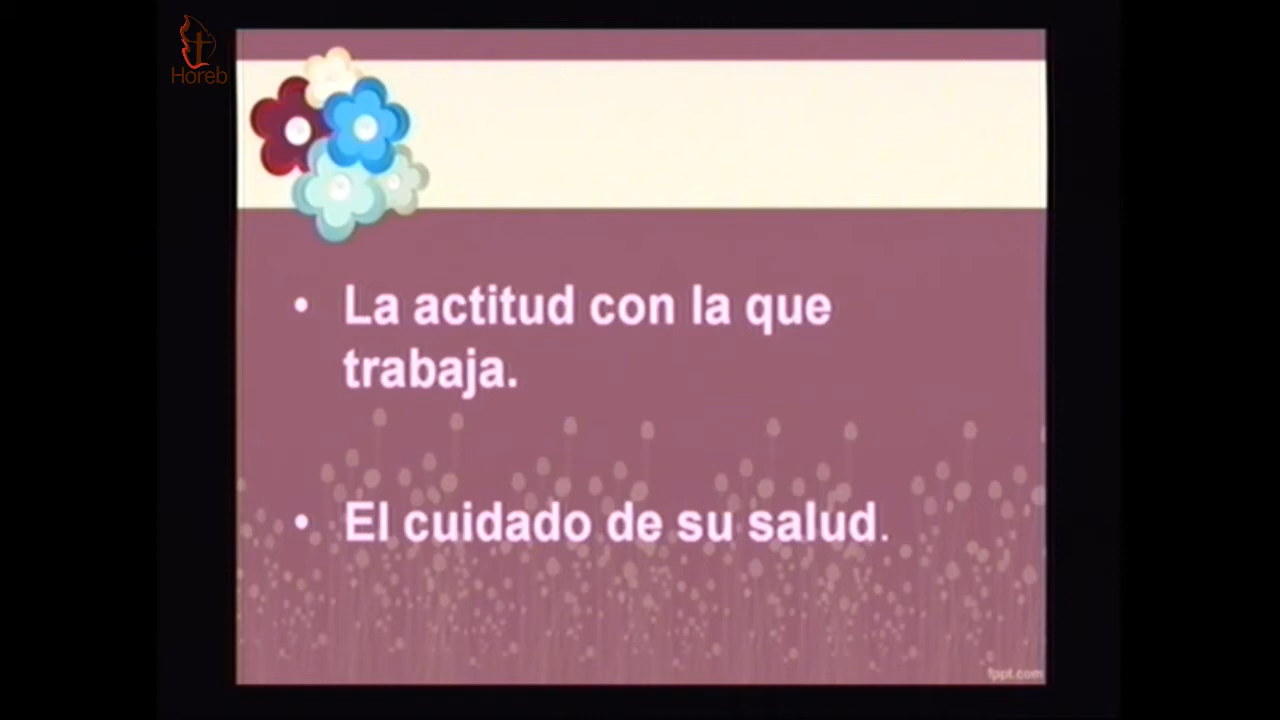 Horeb
• La actitud con la que
trabaja.
• El cuidado de su salud.
fppt.com